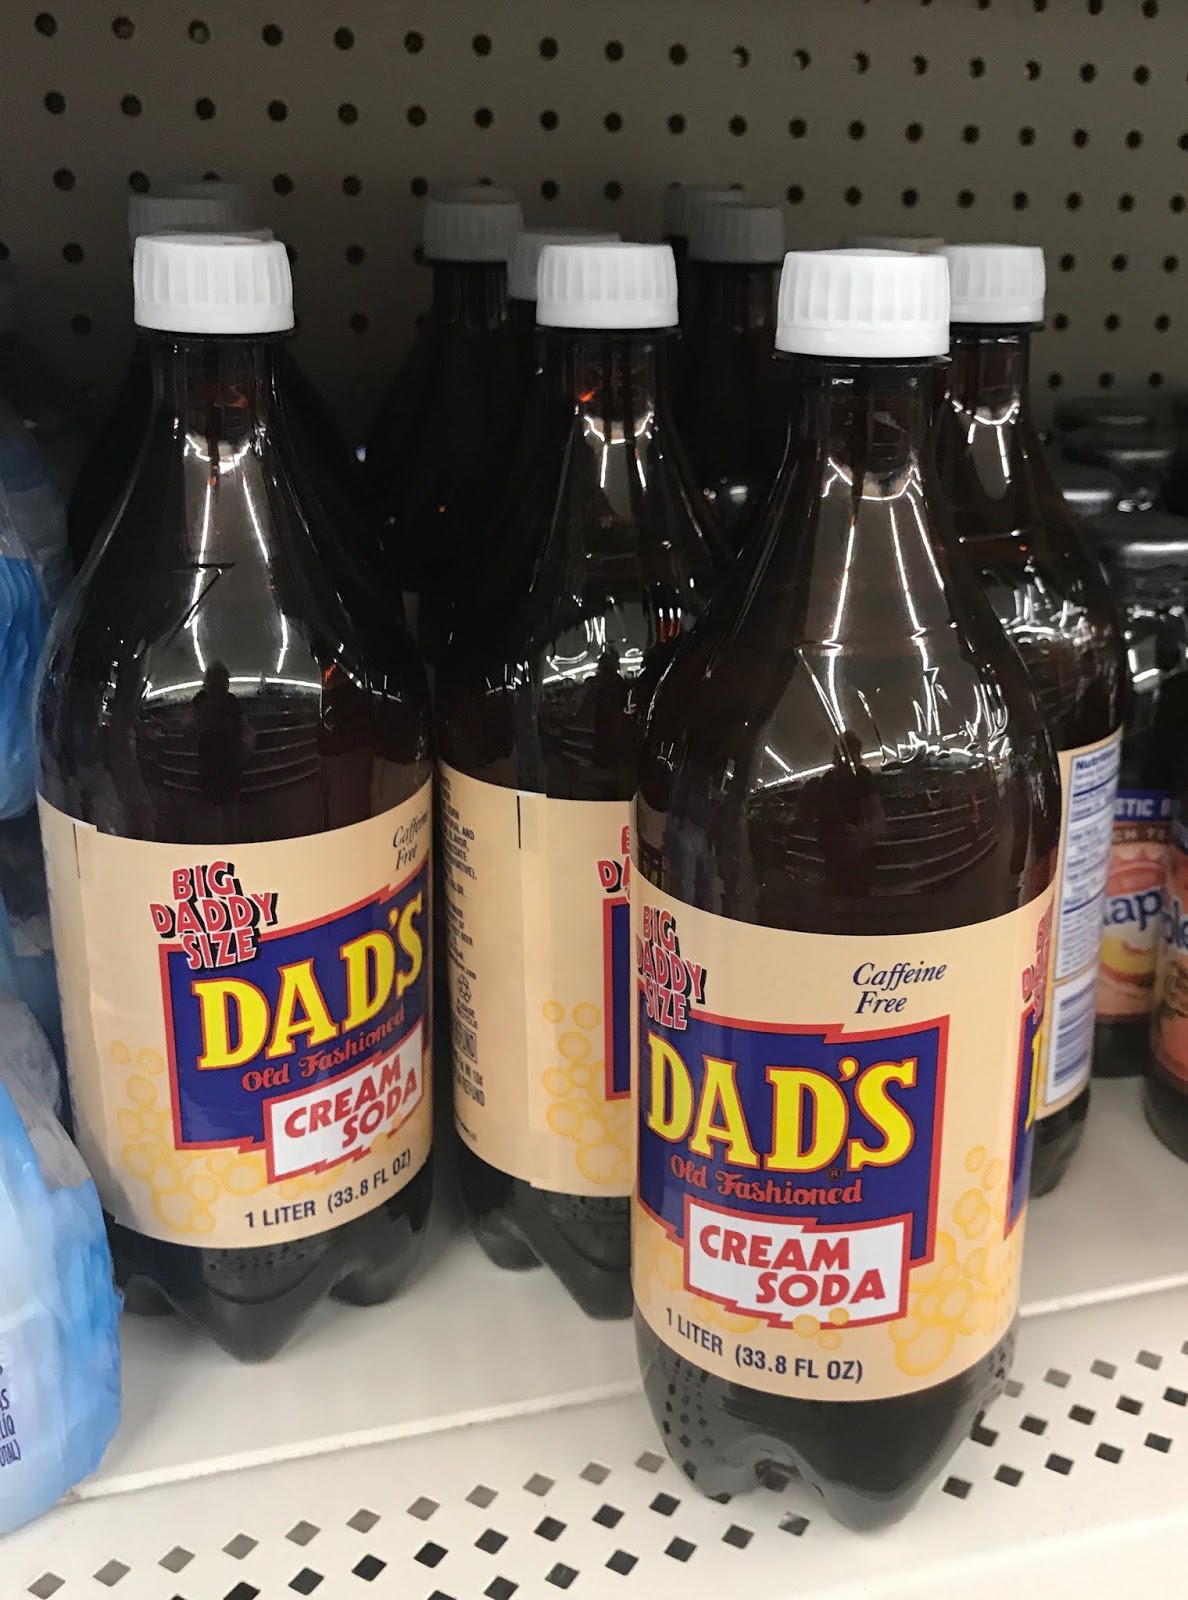 BIG
DADDY
SIZE
Caffeine
Free
DAD'S
Old Fashioned
CREAM
SODA
1 LITER (33.8 FL OZ)
BIG
DADDY
SIZE
Caffeine
Free
DAD'S
®
Old Fashioned
CREAM
SODA
1 LITER (33.8 FL OZ)